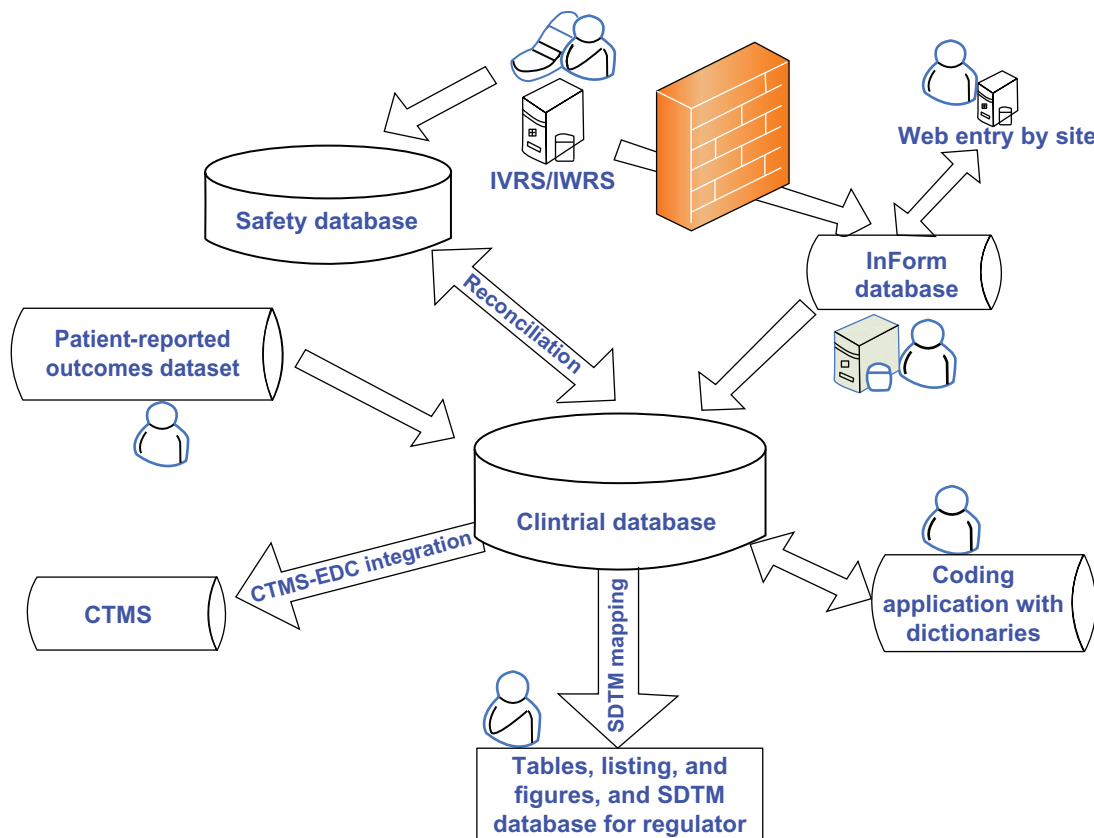 Web entry by site
IVRS/IWRS
Safety database
InForm
database
Reconciliation
Patient-reported
outcomes dataset
Clintrial database
CTMS-EDC integration
CTMS
Coding
application with
dictionaries
SDTM mapping
Tables, listing, and
figures, and SDTM
database for regulator